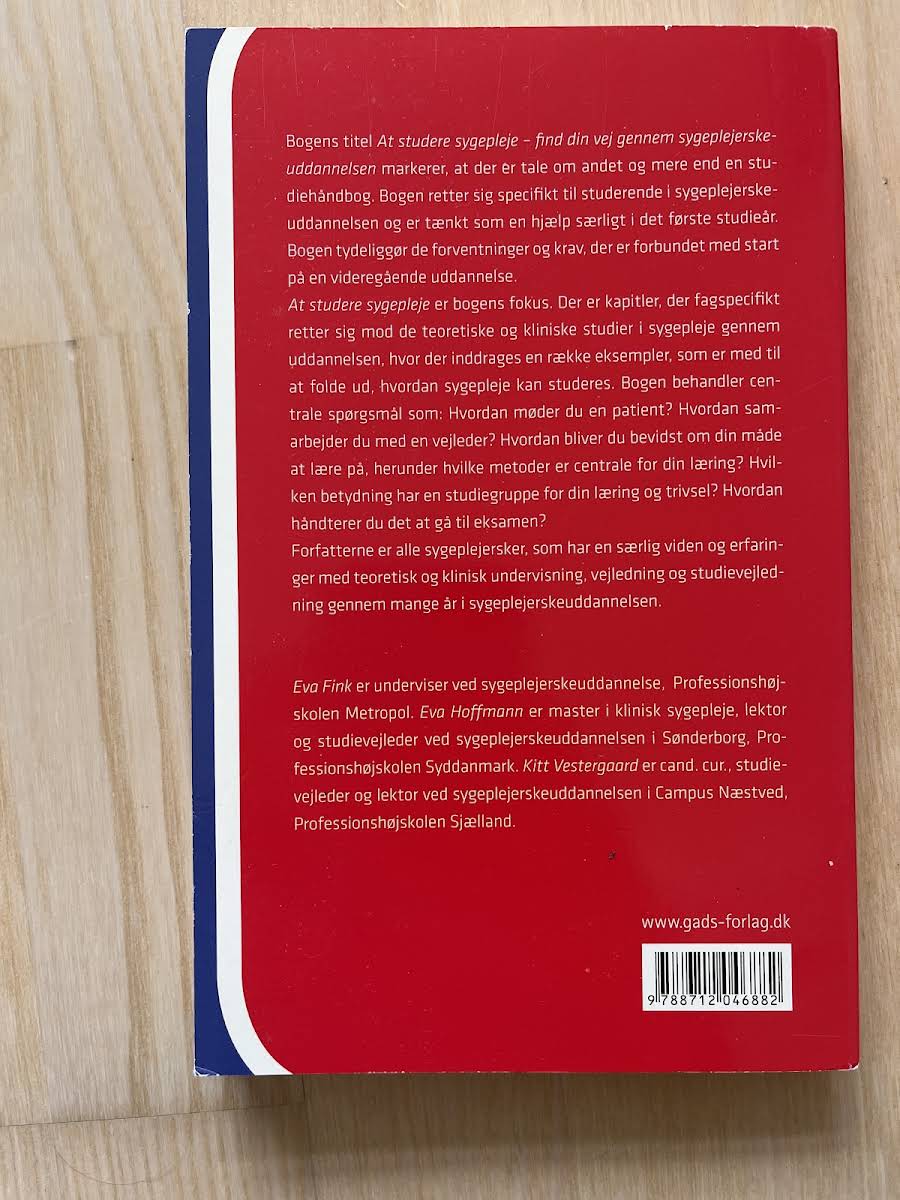 Bogens titel At studere sygepleje – find din vej gennem sygeplejerske-
uddannelsen markerer, at der er tale om andet og mere end en stu-
diehåndbog. Bogen retter sig specifikt til studerende i sygeplejerske-
uddannelsen og er tænkt som en hjælp særligt i det første studieår.
Bogen tydeliggør de forventninger og krav, der er forbundet med start
på en videregående uddannelse.
At studere sygepleje er bogens fokus. Der er kapitler, der fagspecifikt
retter sig mod de teoretiske og kliniske studier i sygepleje gennem
uddannelsen, hvor der inddrages en række eksempler, som er med til
at folde ud, hvordan sygepleje kan studeres. Bogen behandler cen-
trale spørgsmål som: Hvordan møder du en patient? Hvordan sam-
arbejder du med en vejleder? Hvordan bliver du bevidst om din måde
at lære på, herunder hvilke metoder er centrale for din læring? Hvil-
ken betydning har en studiegruppe for din læring og trivsel? Hvordan
håndterer du det at gå til eksamen?
Forfatterne er alle sygeplejersker, som har en særlig viden og erfarin-
ger med teoretisk og klinisk undervisning, vejledning og studievejled-
ning gennem mange år i sygeplejerskeuddannelsen.
Eva Fink er underviser ved sygeplejerskeuddannelse, Professionshøj-
skolen Metropol. Eva Hoffmann er master i klinisk sygepleje, lektor
og studievejleder ved sygeplejerskeuddannelsen i Sønderborg, Pro-
fessionshøjskolen Syddanmark. Kitt Vestergaard er cand. cur., studie-
vejleder og lektor ved sygeplejerskeuddannelsen i Campus Næstved,
Professionshøjskolen Sjælland.
www.gads-forlag.dk
9 788712 046882